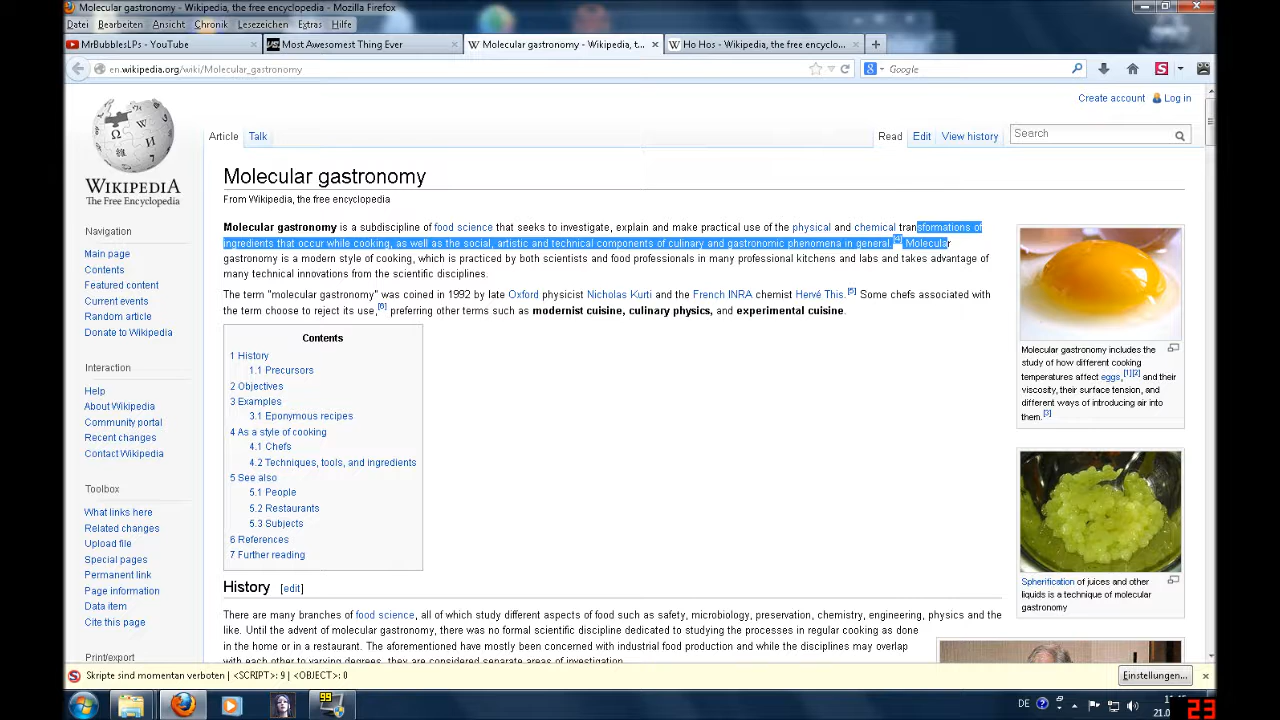 Molecular gastronomy - Wikipedia, the free encyclopedia - Mozilla Firefox
Datei Bearbeiten Ansicht Chronik Lesezeichen Extras Hilfe
MrBubblesLPs - YouTube × Most Awesomest Thing Ever × Molecular gastronomy - Wikipedia, t... × Ho Hos - Wikipedia, the free encyclo... × +
en.wikipedia.org/wiki/Molecular_gastronomy Google
Create account Log in
Article Talk Read Edit View history Search
WIKIPEDIA
The Free Encyclopedia
Navigation
Main page
Contents
Featured content
Current events
Random article
Donate to Wikipedia
Interaction
Help
About Wikipedia
Community portal
Recent changes
Contact Wikipedia
Toolbox
What links here
Related changes
Upload file
Special pages
Permanent link
Page information
Data item
Cite this page
Print/export
Molecular gastronomy
From Wikipedia, the free encyclopedia
Molecular gastronomy is a subdiscipline of food science that seeks to investigate, explain and make practical use of the physical and chemical transformations of
ingredients that occur while cooking, as well as the social, artistic and technical components of culinary and gastronomic phenomena in general.[4] Molecular
gastronomy is a modern style of cooking, which is practiced by both scientists and food professionals in many professional kitchens and labs and takes advantage of
many technical innovations from the scientific disciplines.
The term "molecular gastronomy" was coined in 1992 by late Oxford physicist Nicholas Kurti and the French INRA chemist Hervé This.[5] Some chefs associated with
the term choose to reject its use,[6] preferring other terms such as modernist cuisine, culinary physics, and experimental cuisine.
Contents
1 History
1.1 Precursors
2 Objectives
3 Examples
3.1 Eponymous recipes
4 As a style of cooking
4.1 Chefs
4.2 Techniques, tools, and ingredients
5 See also
5.1 People
5.2 Restaurants
5.3 Subjects
6 References
7 Further reading
History [edit]
There are many branches of food science, all of which study different aspects of food such as safety, microbiology, preservation, chemistry, engineering, physics and the
like. Until the advent of molecular gastronomy, there was no formal scientific discipline dedicated to studying the processes in regular cooking as done
in the home or in a restaurant. The aforementioned have mostly been concerned with industrial food production and while the disciplines may overlap
with each other to varying degrees, they are considered separate areas of investigation.
Molecular gastronomy includes the
study of how different cooking
temperatures affect eggs,[1][2] and their
viscosity, their surface tension, and
different ways of introducing air into
them.[3]
Spherification of juices and other
liquids is a technique of molecular
gastronomy
Skripte sind momentan verboten | <SCRIPT>: 9 | <OBJECT>: 0 Einstellungen... ×
DE
23